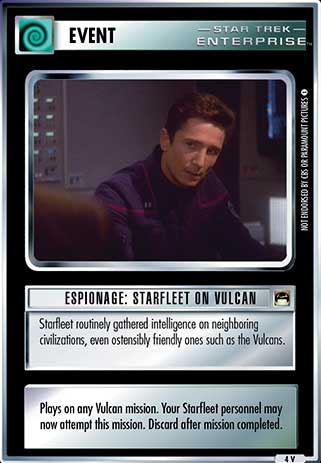 EVENT
STAR TREK
ENTERPRISE™
NOT ENDORSED BY CBS OR PARAMOUNT PICTURES
ESPIONAGE: STARFLEET ON VULCAN
Starfleet routinely gathered intelligence on neighboring
civilizations, even ostensibly friendly ones such as the Vulcans.
Plays on any Vulcan mission. Your Starfleet personnel may
now attempt this mission. Discard after mission completed.
4 V